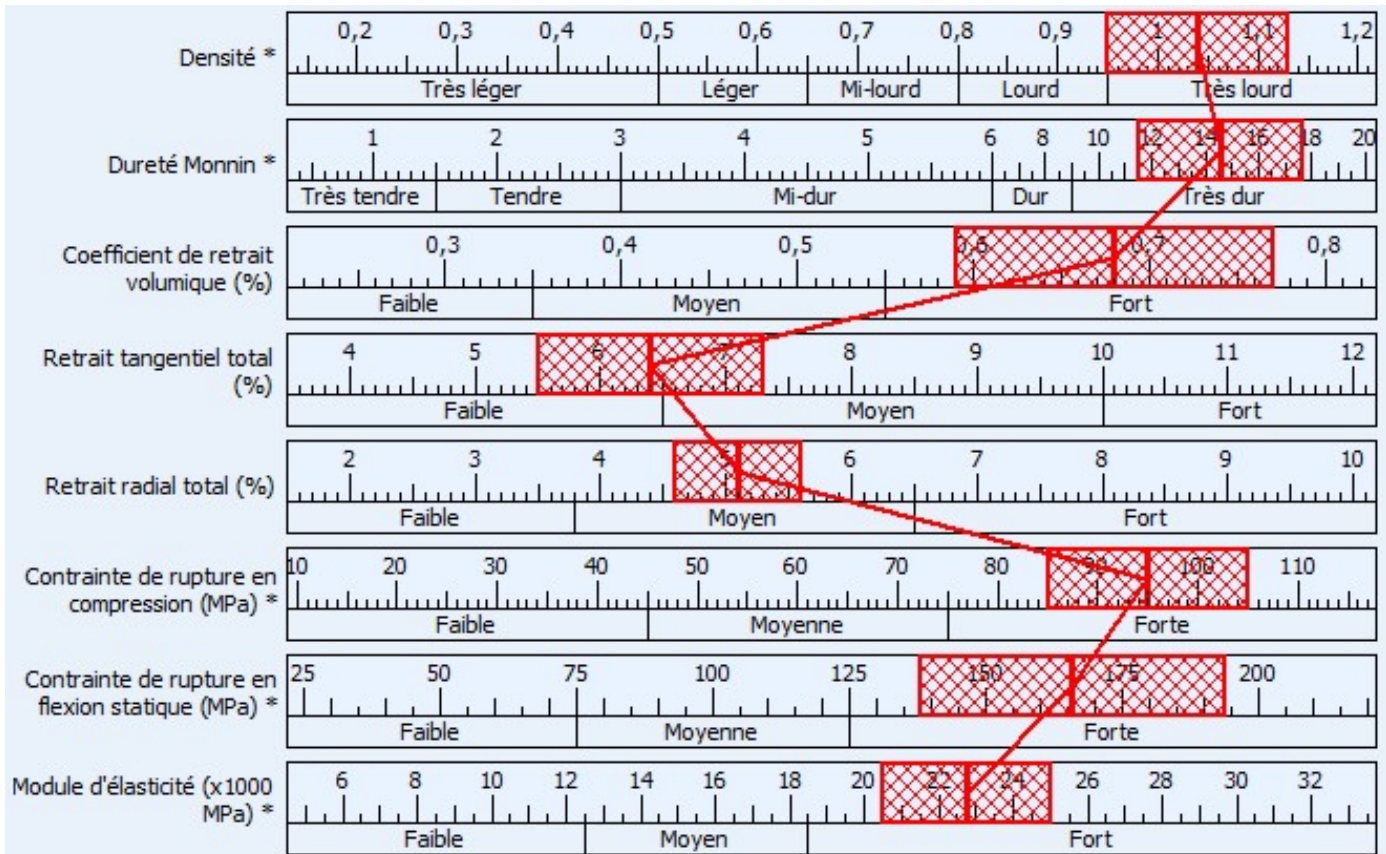 0,2 0,3 0,4 0,5 0,6 0,7 0,8 0,9 1 1,1 1,2
Densité *
Très léger Léger Mi-lourd Lourd Très lourd
1 2 3 4 5 6 8 10 12 14 16 18 20
Dureté Monnin *
Très tendre Tendre Mi-dur Dur Très dur
0,3 0,4 0,5 0,6 0,7 0,8
Coefficient de retrait
volumique (%)
Faible Moyen Fort
4 5 6 7 8 9 10 11 12
Retrait tangentiel total
(%)
Faible Moyen Fort
2 3 4 5 6 7 8 9 10
Retrait radial total (%)
Faible Moyen Fort
10 20 30 40 50 60 70 80 90 100 110
Contrainte de rupture en
compression (MPa) *
Faible Moyenne Forte
25 50 75 100 125 150 175 200
Contrainte de rupture en
flexion statique (MPa) *
Faible Moyenne Forte
6 8 10 12 14 16 18 20 22 24 26 28 30 32
Module d'élasticité (x1000
MPa) *
Faible Moyen Fort